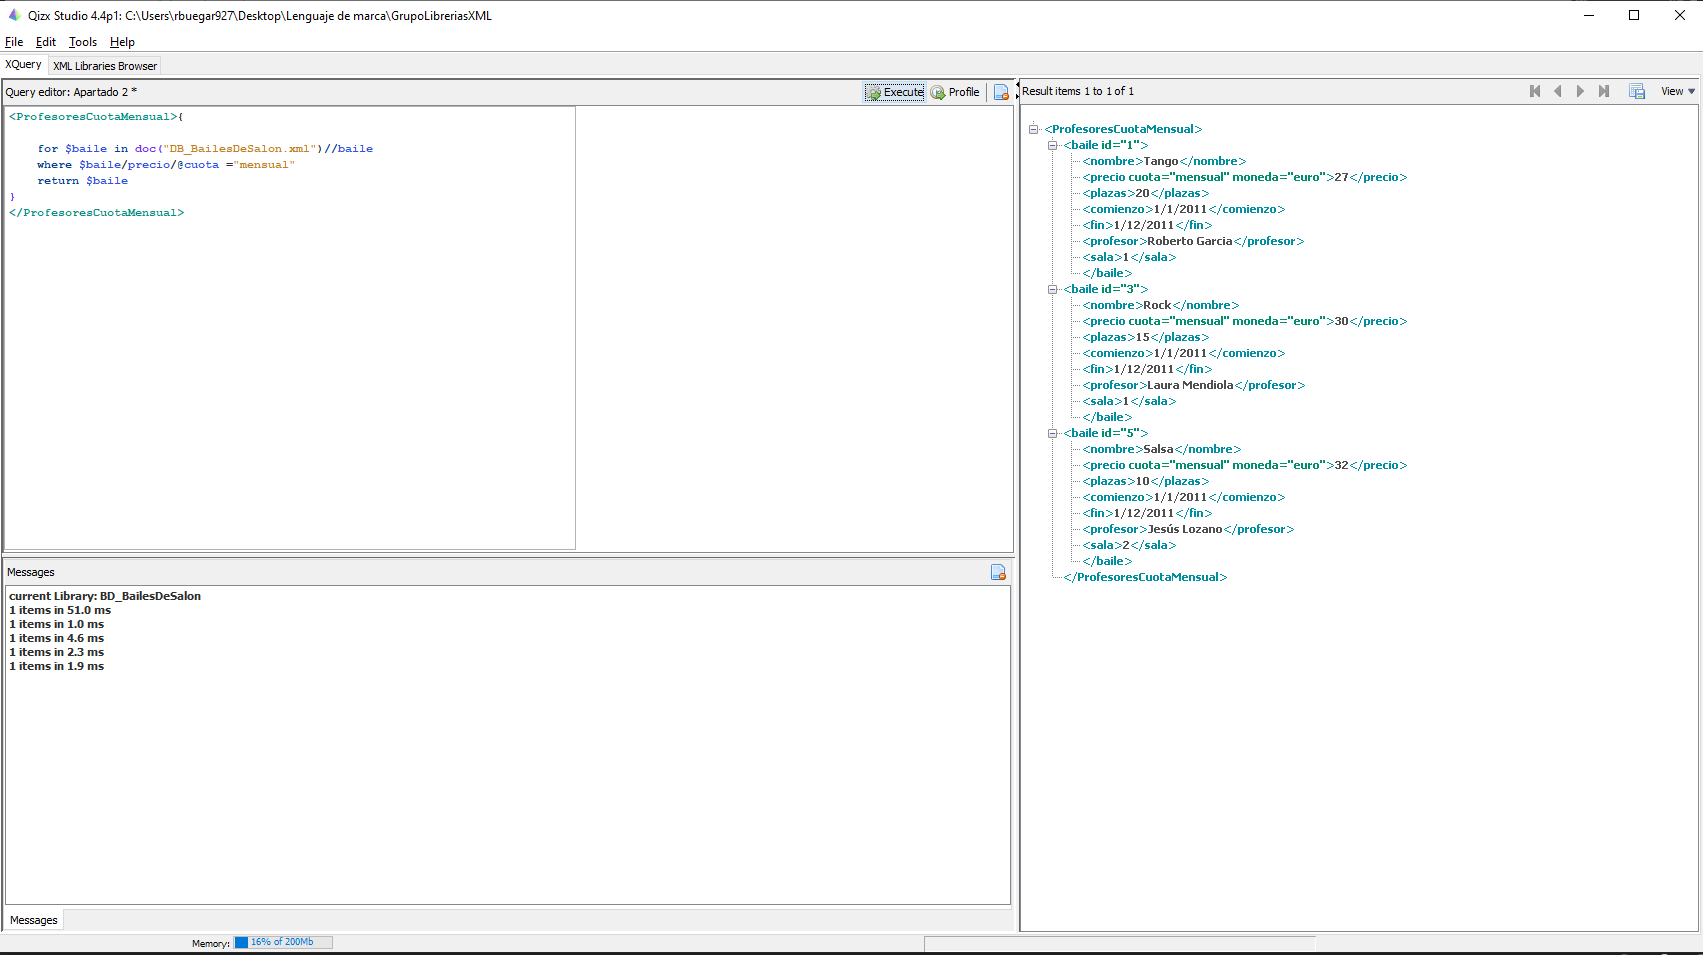 Qizx Studio 4.4p1: C:\Users\rbuegar927\Desktop\Lenguaje de marca\GrupoLibreriasXML
File Edit Tools Help
XQuery XML Libraries Browser
Query editor: Apartado 2 * Execute Profile
<ProfesoresCuotaMensual>{
for $baile in doc("DB_BailesDeSalon.xml")//baile
where $baile/precio/@cuota ="mensual"
return $baile
}
</ProfesoresCuotaMensual>
Messages
current Library: BD_BailesDeSalon
1 items in 51.0 ms
1 items in 1.0 ms
1 items in 4.6 ms
1 items in 2.3 ms
1 items in 1.9 ms
Messages
Memory: 16% of 200Mb
Result items 1 to 1 of 1 View
<ProfesoresCuotaMensual>
<baile id="1">
<nombre>Tango</nombre>
<precio cuota="mensual" moneda="euro">27</precio>
<plazas>20</plazas>
<comienzo>1/1/2011</comienzo>
<fin>1/12/2011</fin>
<profesor>Roberto Garcia</profesor>
<sala>1</sala>
</baile>
<baile id="3">
<nombre>Rock</nombre>
<precio cuota="mensual" moneda="euro">30</precio>
<plazas>15</plazas>
<comienzo>1/1/2011</comienzo>
<fin>1/12/2011</fin>
<profesor>Laura Mendiola</profesor>
<sala>1</sala>
</baile>
<baile id="5">
<nombre>Salsa</nombre>
<precio cuota="mensual" moneda="euro">32</precio>
<plazas>10</plazas>
<comienzo>1/1/2011</comienzo>
<fin>1/12/2011</fin>
<profesor>Jesús Lozano</profesor>
<sala>2</sala>
</baile>
</ProfesoresCuotaMensual>